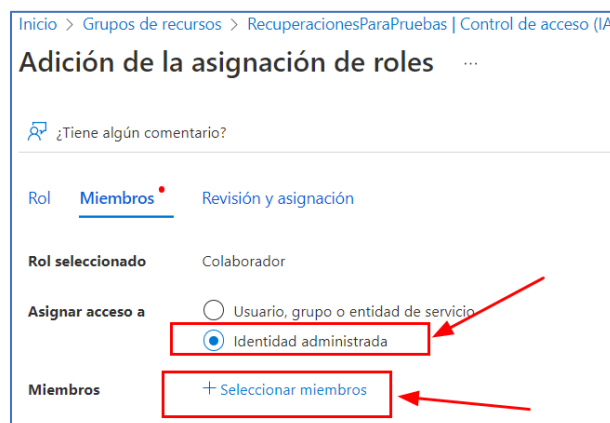 Inicio > Grupos de recursos > RecuperacionesParaPruebas | Control de acceso (IA
Adición de la asignación de roles ...
¿Tiene algún comentario?
Rol Miembros Revisión y asignación
Rol seleccionado Colaborador
Asignar acceso a Usuario, grupo o entidad de servicio
Identidad administrada
Miembros + Seleccionar miembros